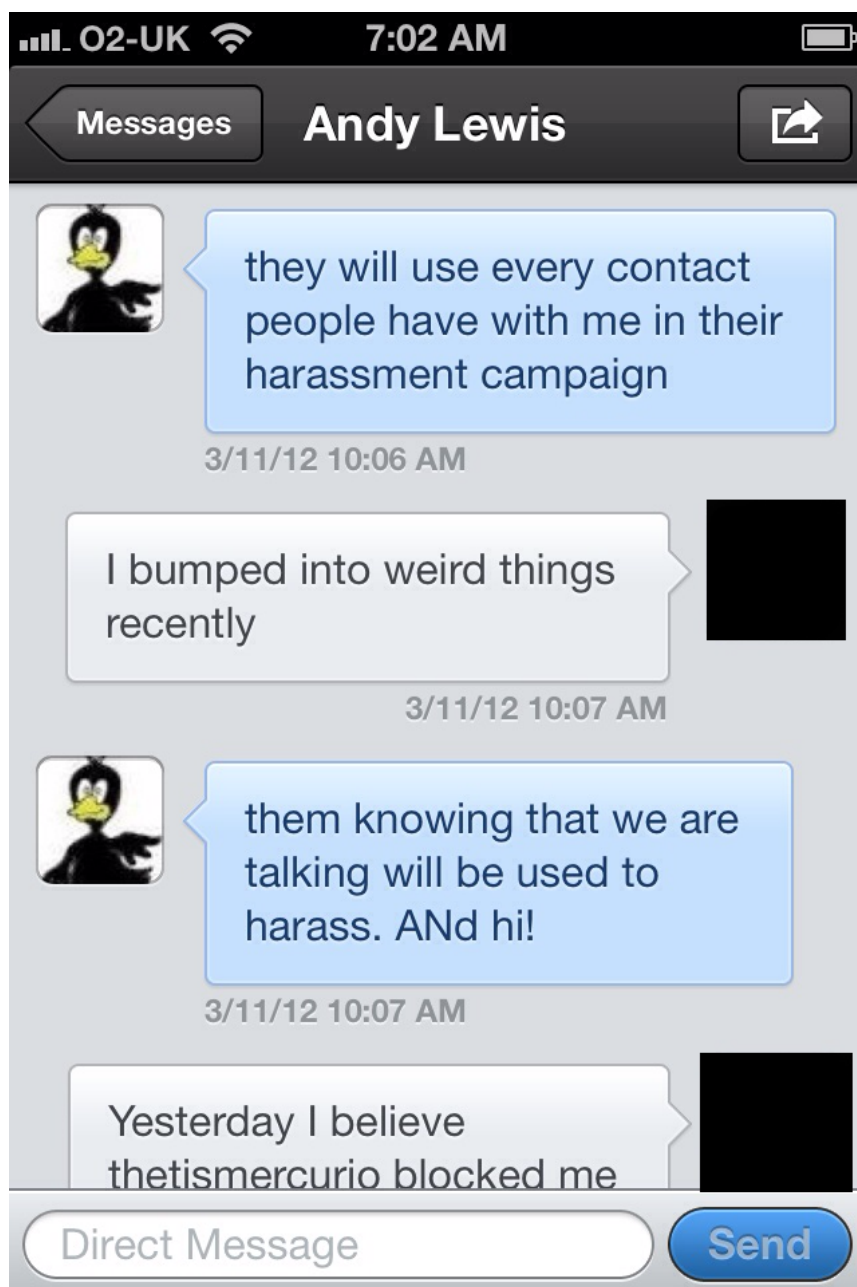 O2-UK 7:02 AM
Messages Andy Lewis
they will use every contact
people have with me in their
harassment campaign
3/11/12 10:06 AM
I bumped into weird things
recently
3/11/12 10:07 AM
them knowing that we are
talking will be used to
harass. ANd hi!
3/11/12 10:07 AM
Yesterday I believe
thetismercurio blocked me
Direct Message Send